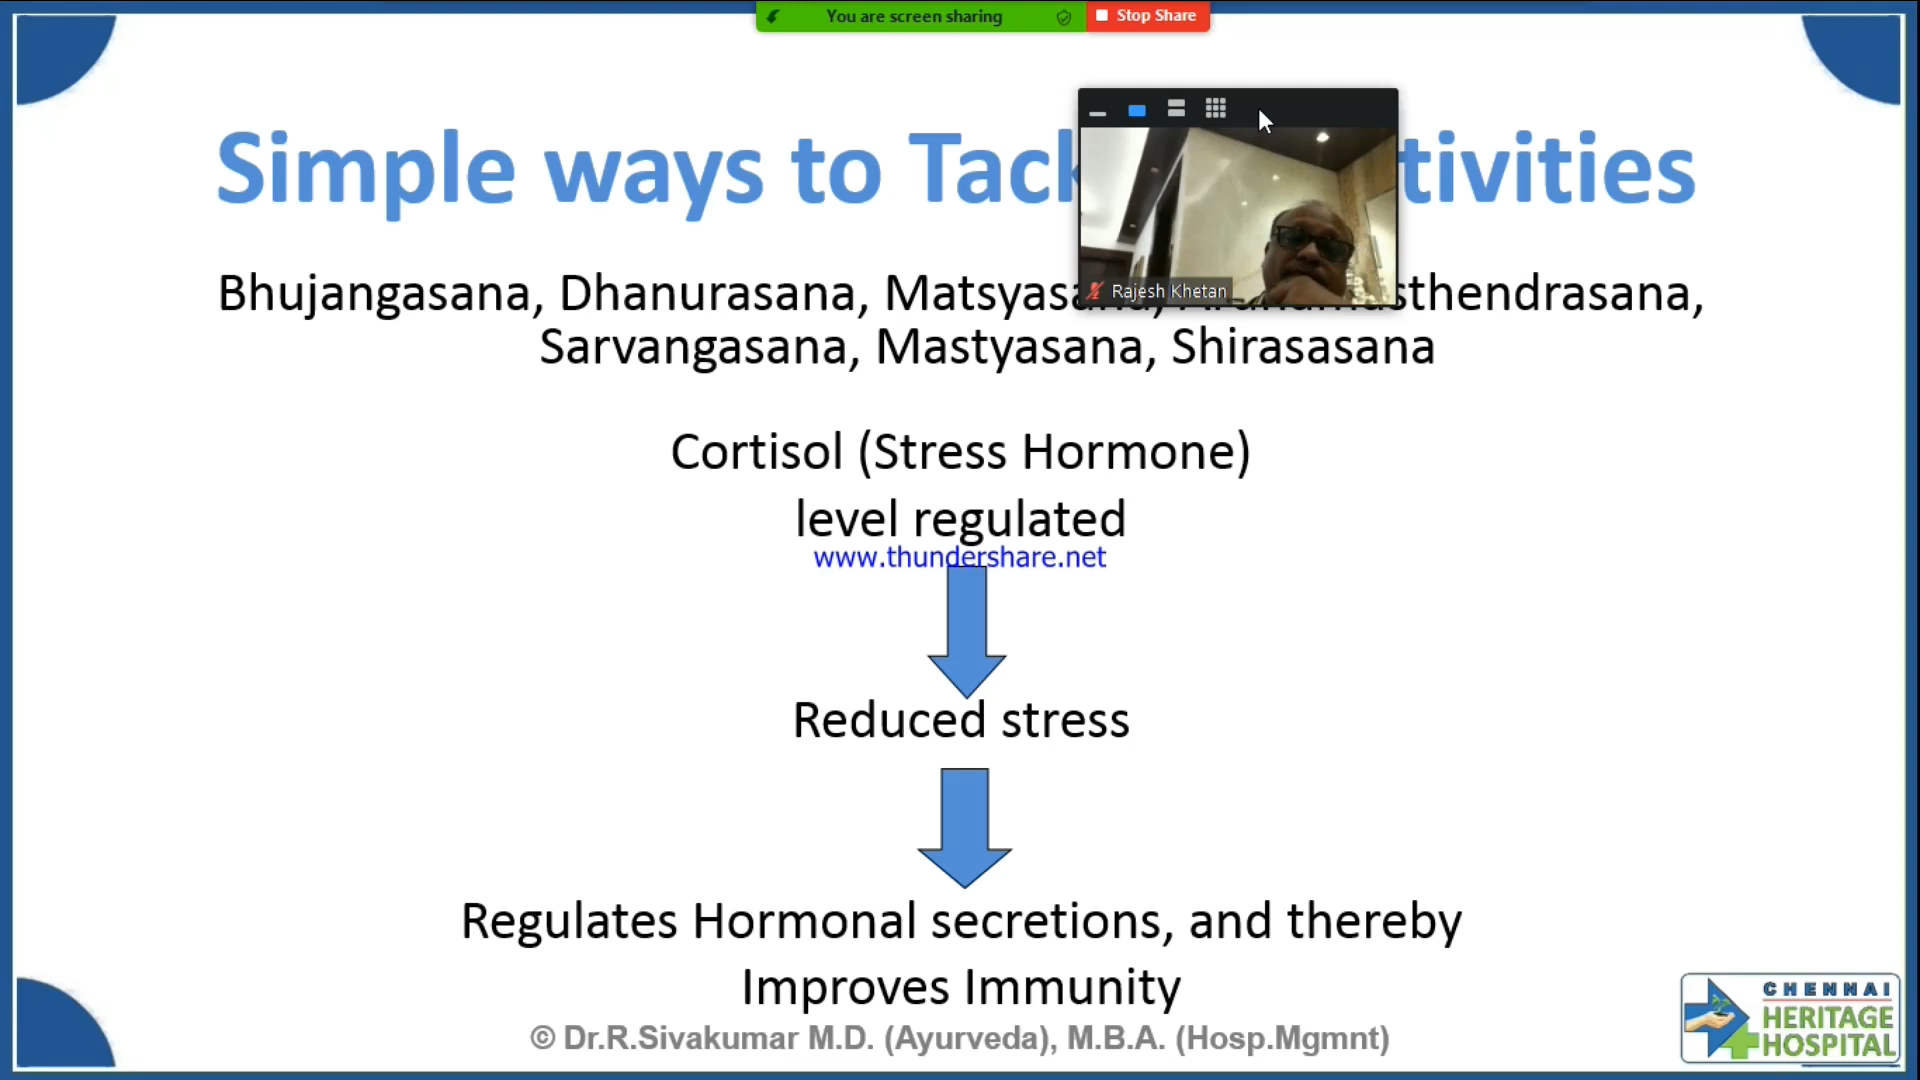 You are screen sharing
Stop Share
Simple ways to Tack tivities
Rajesh Khetan
Bhujangasana, Dhanurasana, sthendrasana,
Sarvangasana, Mastyasana, Shirasasana
Cortisol (Stress Hormone)
level regulated
www.thundershare.net
Reduced stress
Regulates Hormonal secretions, and thereby
Improves Immunity
© Dr.R.Sivakumar M.D. (Ayurveda), M.B.A. (Hosp.Mgmnt)
CHENNAI
HERITAGE
HOSPITAL